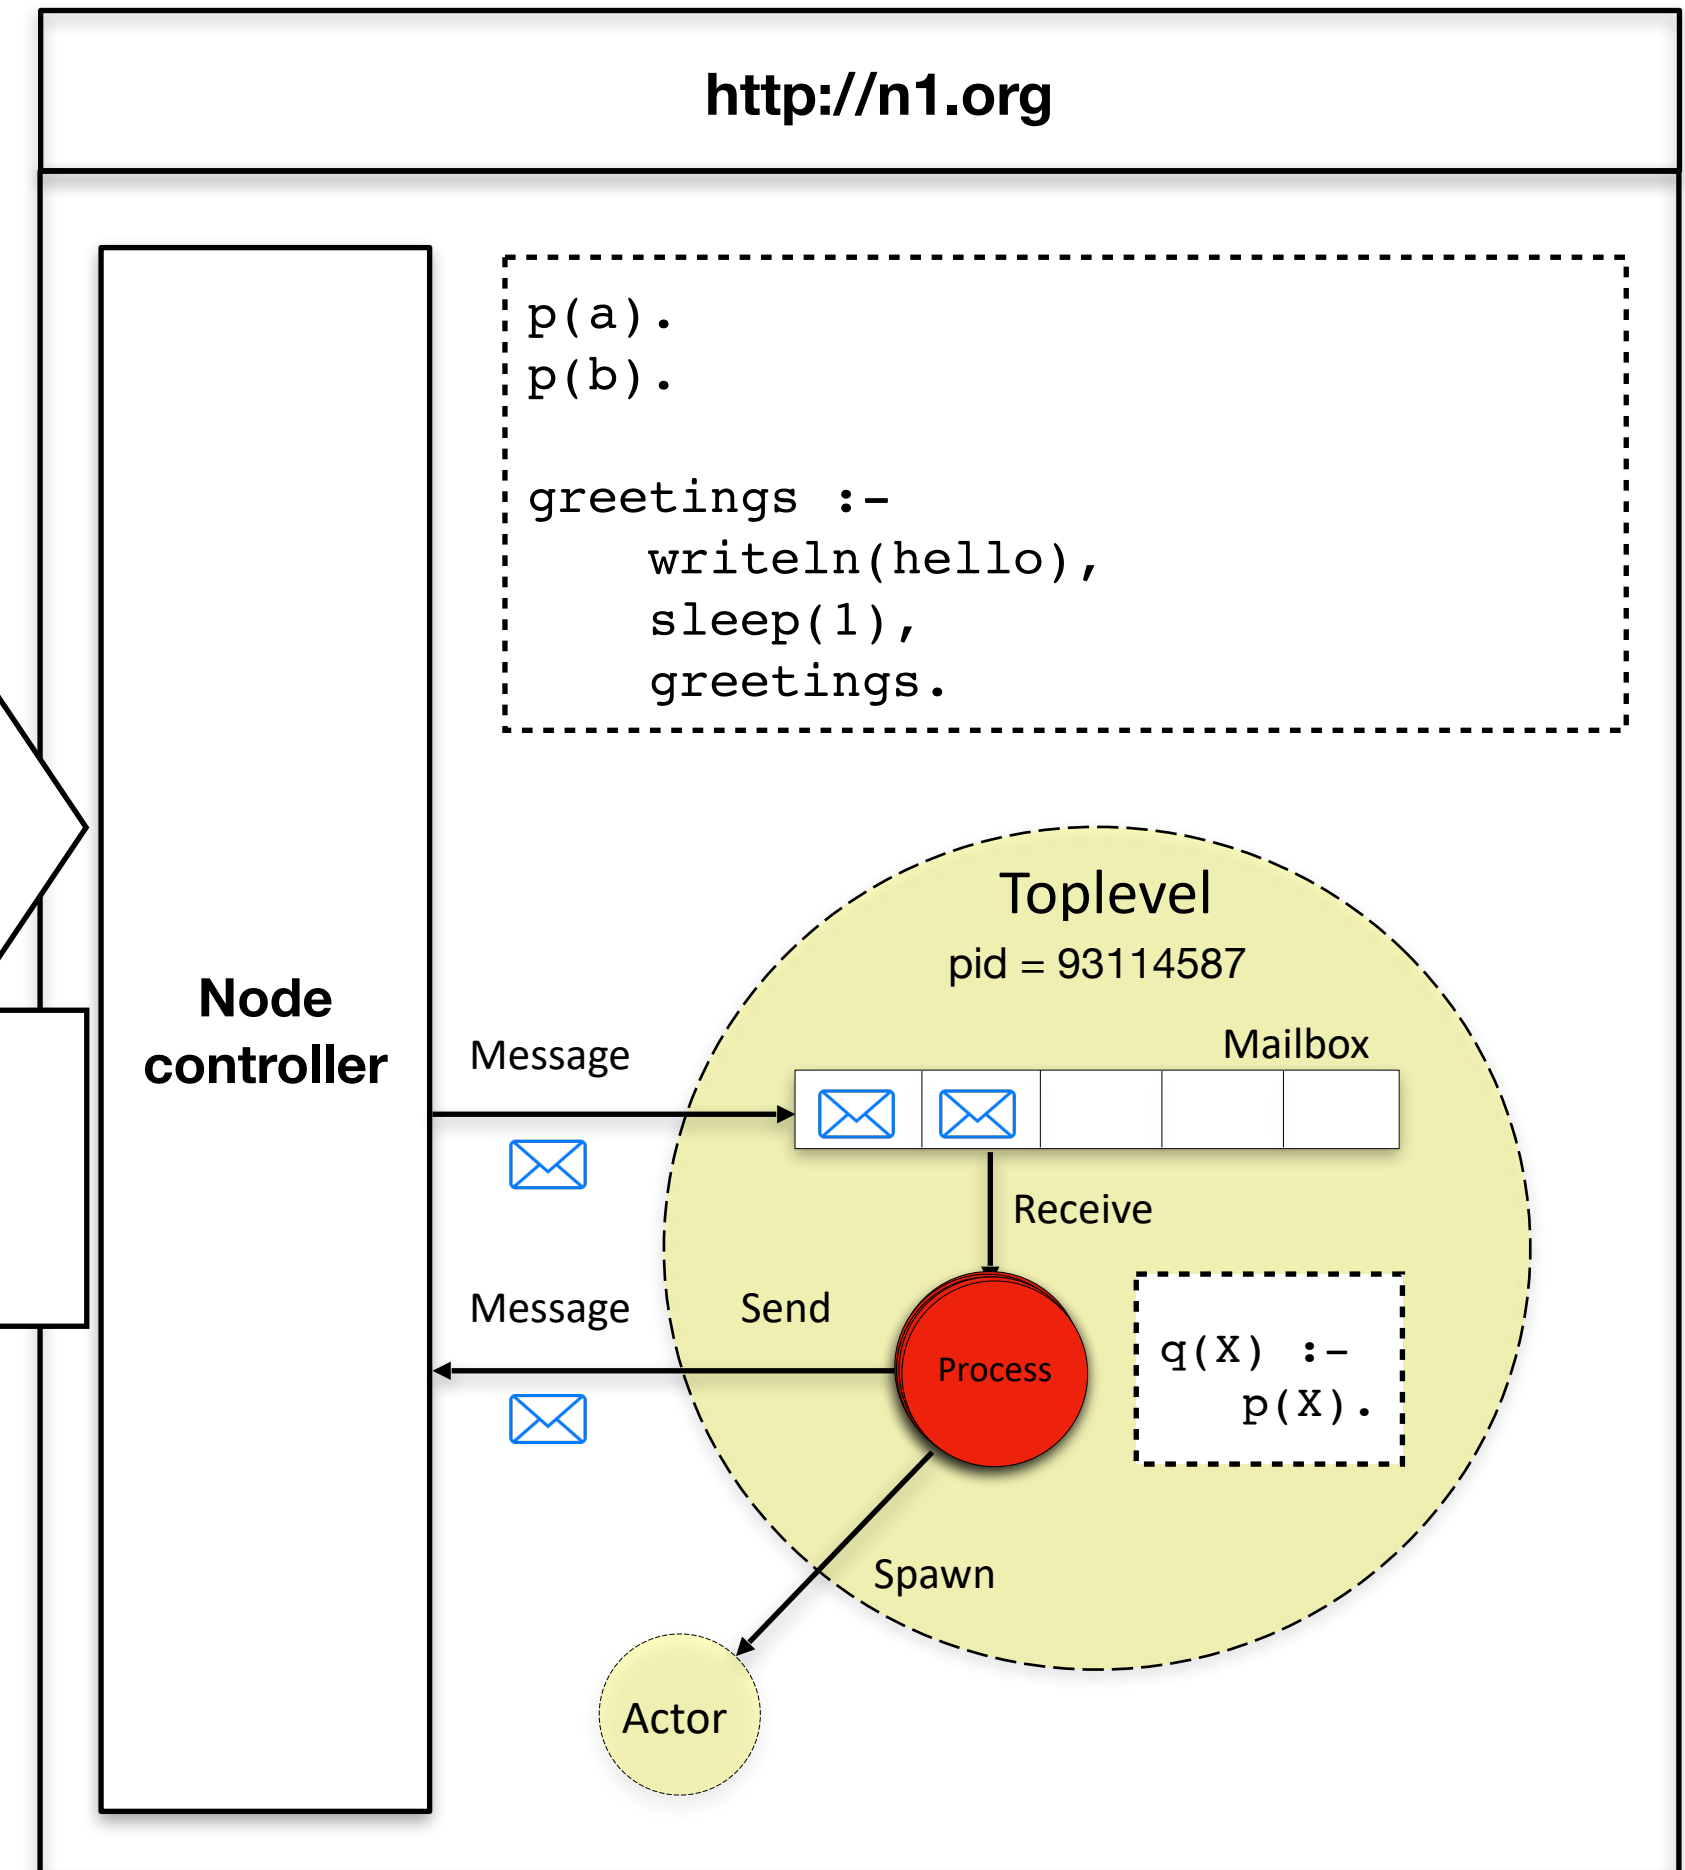 http://n1.org
p(a).
p(b).
greetings :-
    writeln(hello),
    sleep(1),
    greetings.
Node
controller
Toplevel
pid = 93114587
Mailbox
Message
Receive
Message
Send
Process
q(X) :-
   p(X).
Spawn
Actor